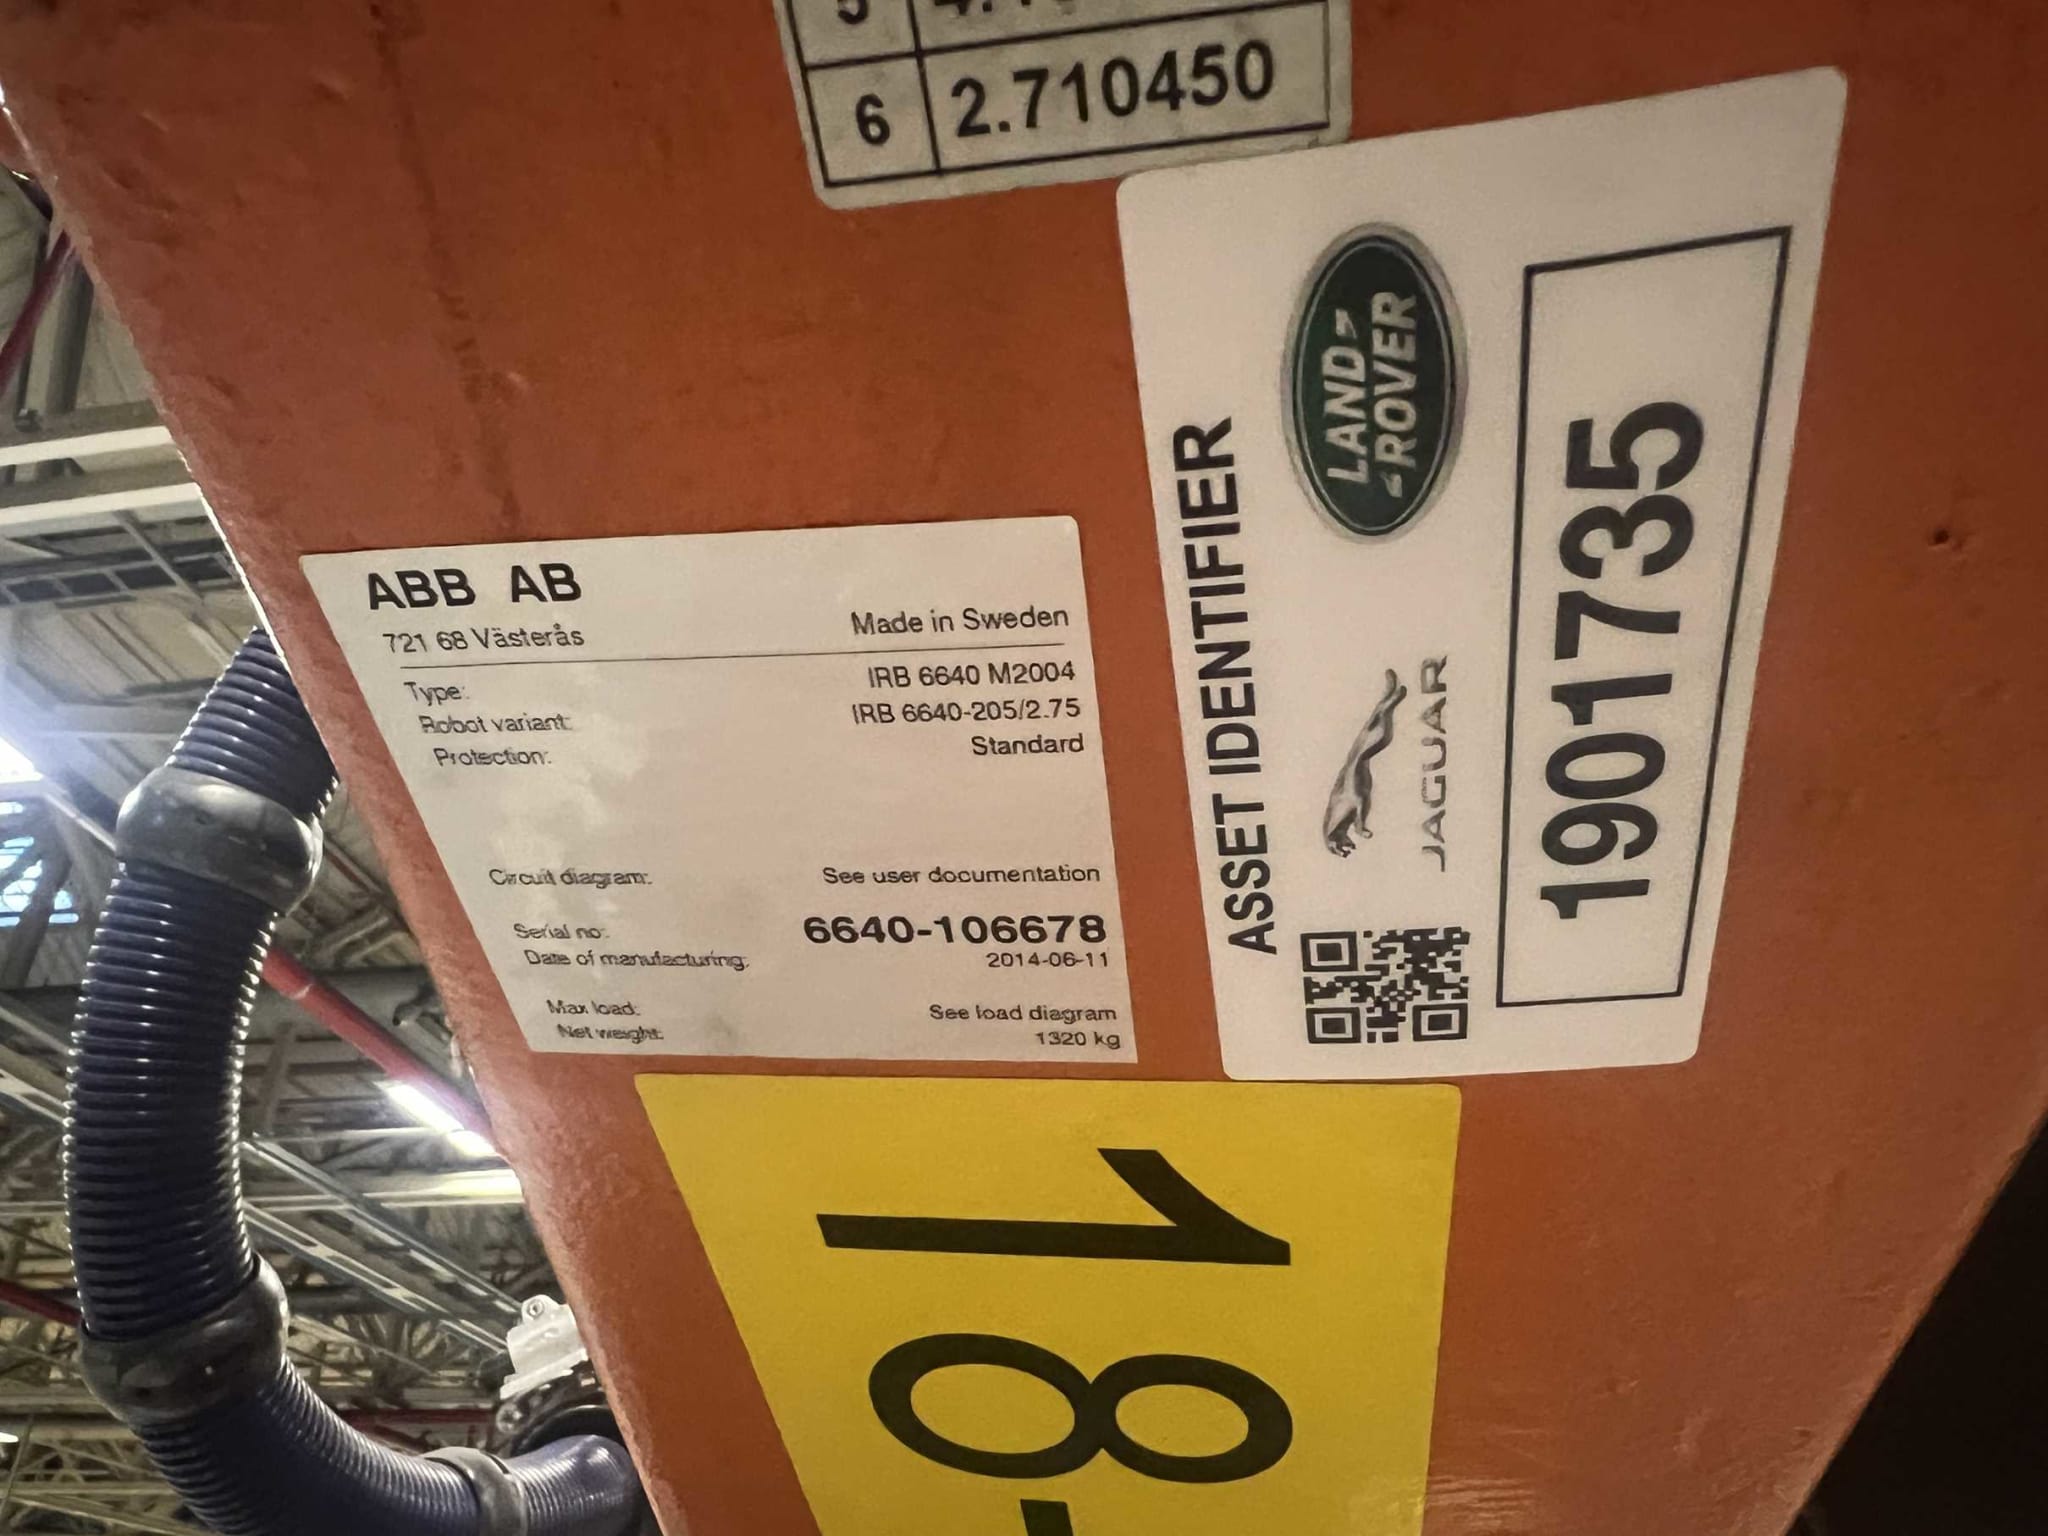 6 2.710450
ABB AB
721 68 Västerås
Made in Sweden
Type: IRB 6640 M2004
Robot variant: IRB 6640-205/2.75
Protection: Standard
Circuit diagram: See user documentation
Serial no: 6640-106678
Date of manufacturing: 2014-06-11
Max load: See load diagram
Net weight: 1320 kg
ASSET IDENTIFIER
JAGUAR
LAND
ROVER
1901735
18-